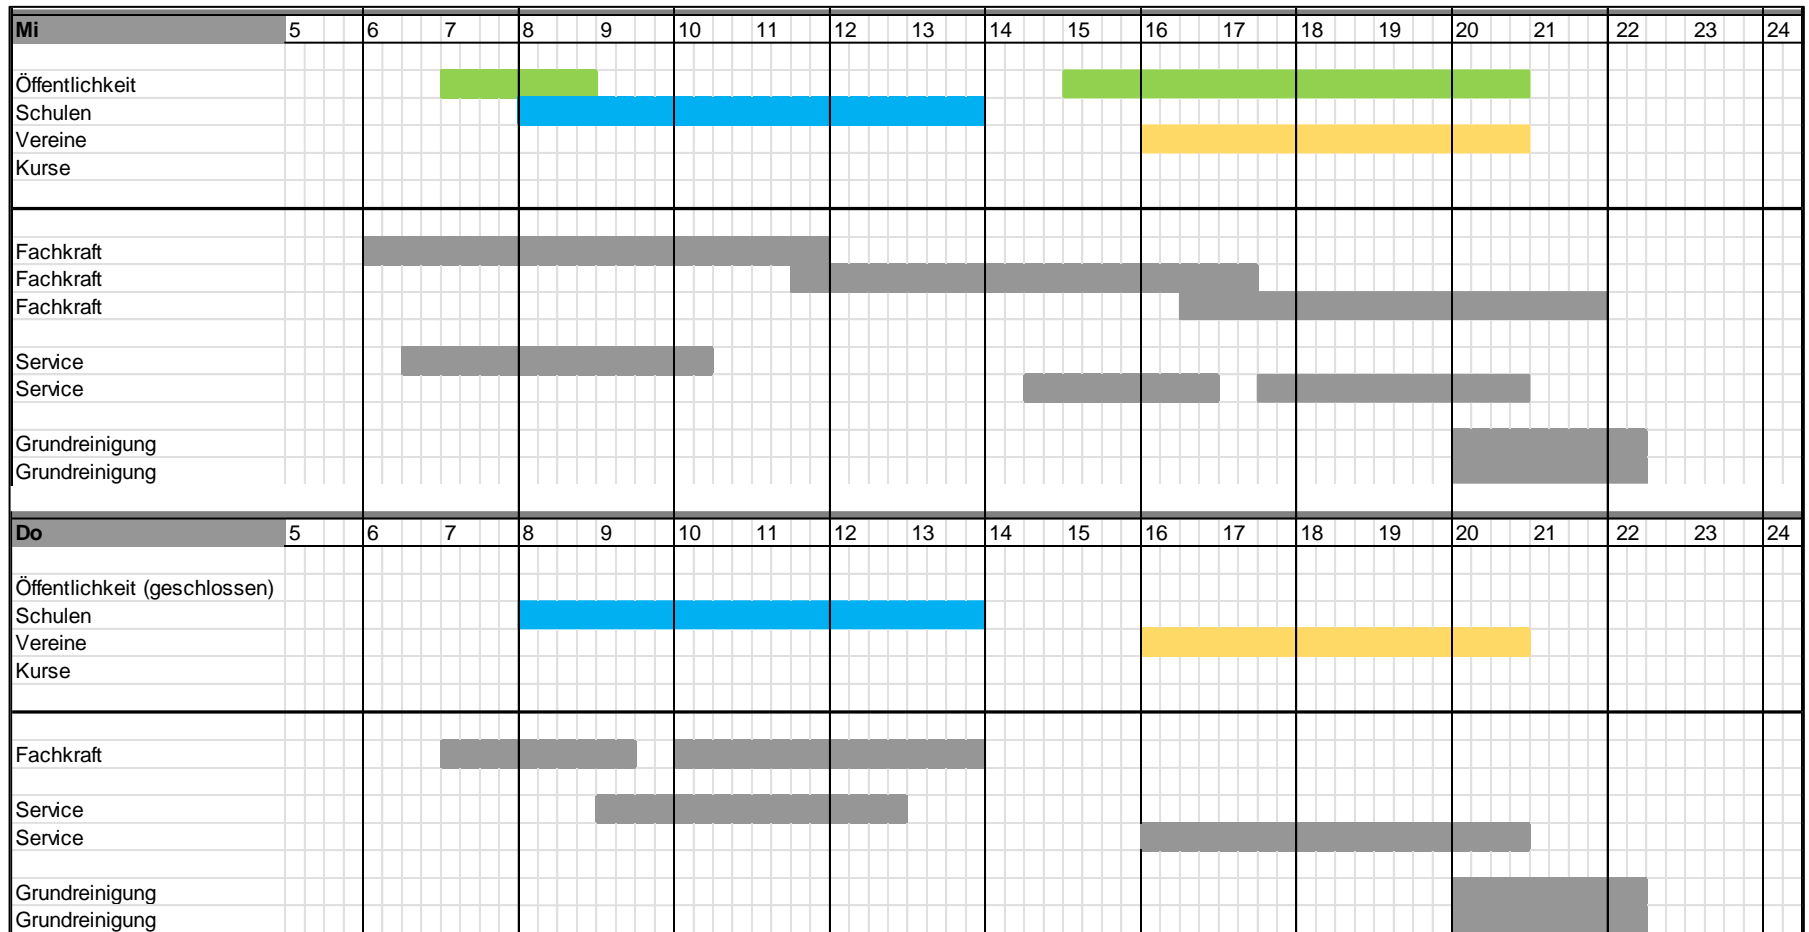 Mi 5 6 7 8 9 10 11 12 13 14 15 16 17 18 19 20 21 22 23 24
Öffentlichkeit
Schulen
Vereine
Kurse
Fachkraft
Fachkraft
Fachkraft
Service
Service
Grundreinigung
Grundreinigung
Do 5 6 7 8 9 10 11 12 13 14 15 16 17 18 19 20 21 22 23 24
Öffentlichkeit (geschlossen)
Schulen
Vereine
Kurse
Fachkraft
Service
Service
Grundreinigung
Grundreinigung